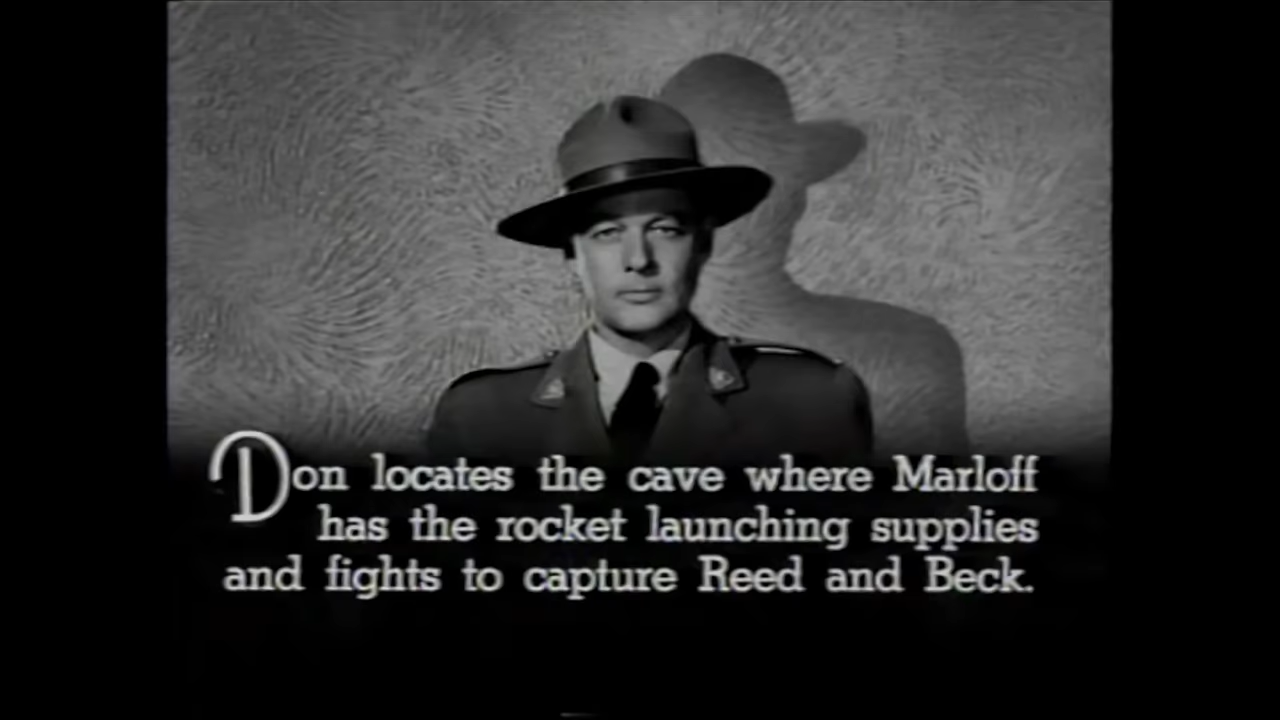 Don locates the cave where Marloff
has the rocket launching supplies
and fights to capture Reed and Beck.